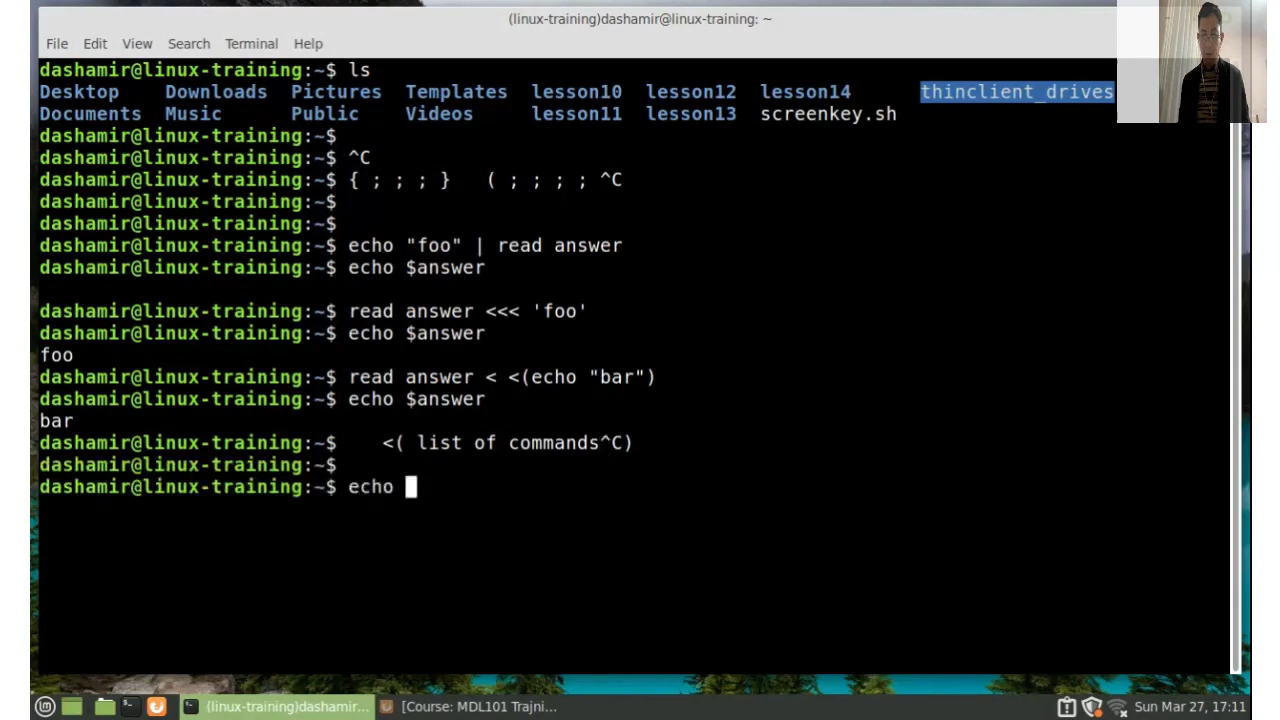 (linux-training)dashamir@linux-training: ~
File Edit View Search Terminal Help
dashamir@linux-training:~$ ls
Desktop Downloads Pictures Templates lesson10 lesson12 lesson14 thinclient_drives
Documents Music Public Videos lesson11 lesson13 screenkey.sh
dashamir@linux-training:~$
dashamir@linux-training:~$ ^C
dashamir@linux-training:~$ { ; ; ; } ( ; ; ; ; ^C
dashamir@linux-training:~$
dashamir@linux-training:~$
dashamir@linux-training:~$ echo "foo" | read answer
dashamir@linux-training:~$ echo $answer
dashamir@linux-training:~$ read answer <<< 'foo'
dashamir@linux-training:~$ echo $answer
foo
dashamir@linux-training:~$ read answer < <(echo "bar")
dashamir@linux-training:~$ echo $answer
bar
dashamir@linux-training:~$ <( list of commands^C)
dashamir@linux-training:~$
dashamir@linux-training:~$ echo
(linux-training)dashamir... [Course: MDL101 Trajni... Sun Mar 27, 17:11